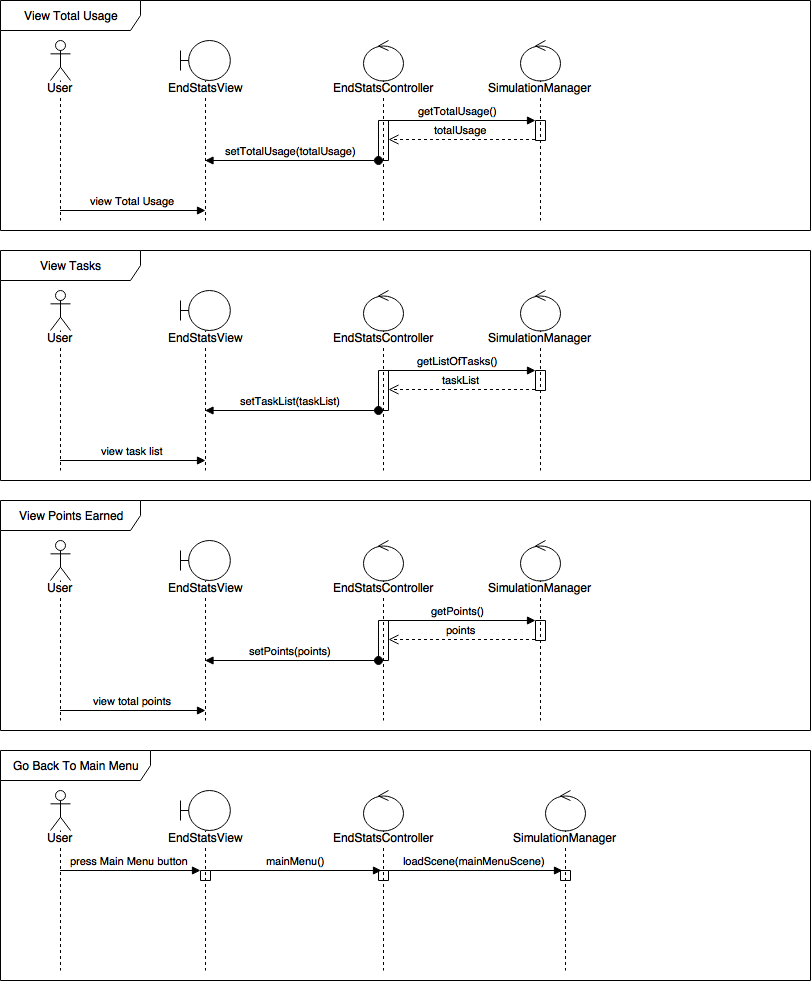 View Total Usage
User
EndStatsView
EndStatsController
SimulationManager
getTotalUsage()
totalUsage
setTotalUsage(totalUsage)
view Total Usage
View Tasks
User
EndStatsView
EndStatsController
SimulationManager
getListOfTasks()
taskList
setTaskList(taskList)
view task list
View Points Earned
User
EndStatsView
EndStatsController
SimulationManager
getPoints()
points
setPoints(points)
view total points
Go Back To Main Menu
User
EndStatsView
EndStatsController
SimulationManager
press Main Menu button
mainMenu()
loadScene(mainMenuScene)